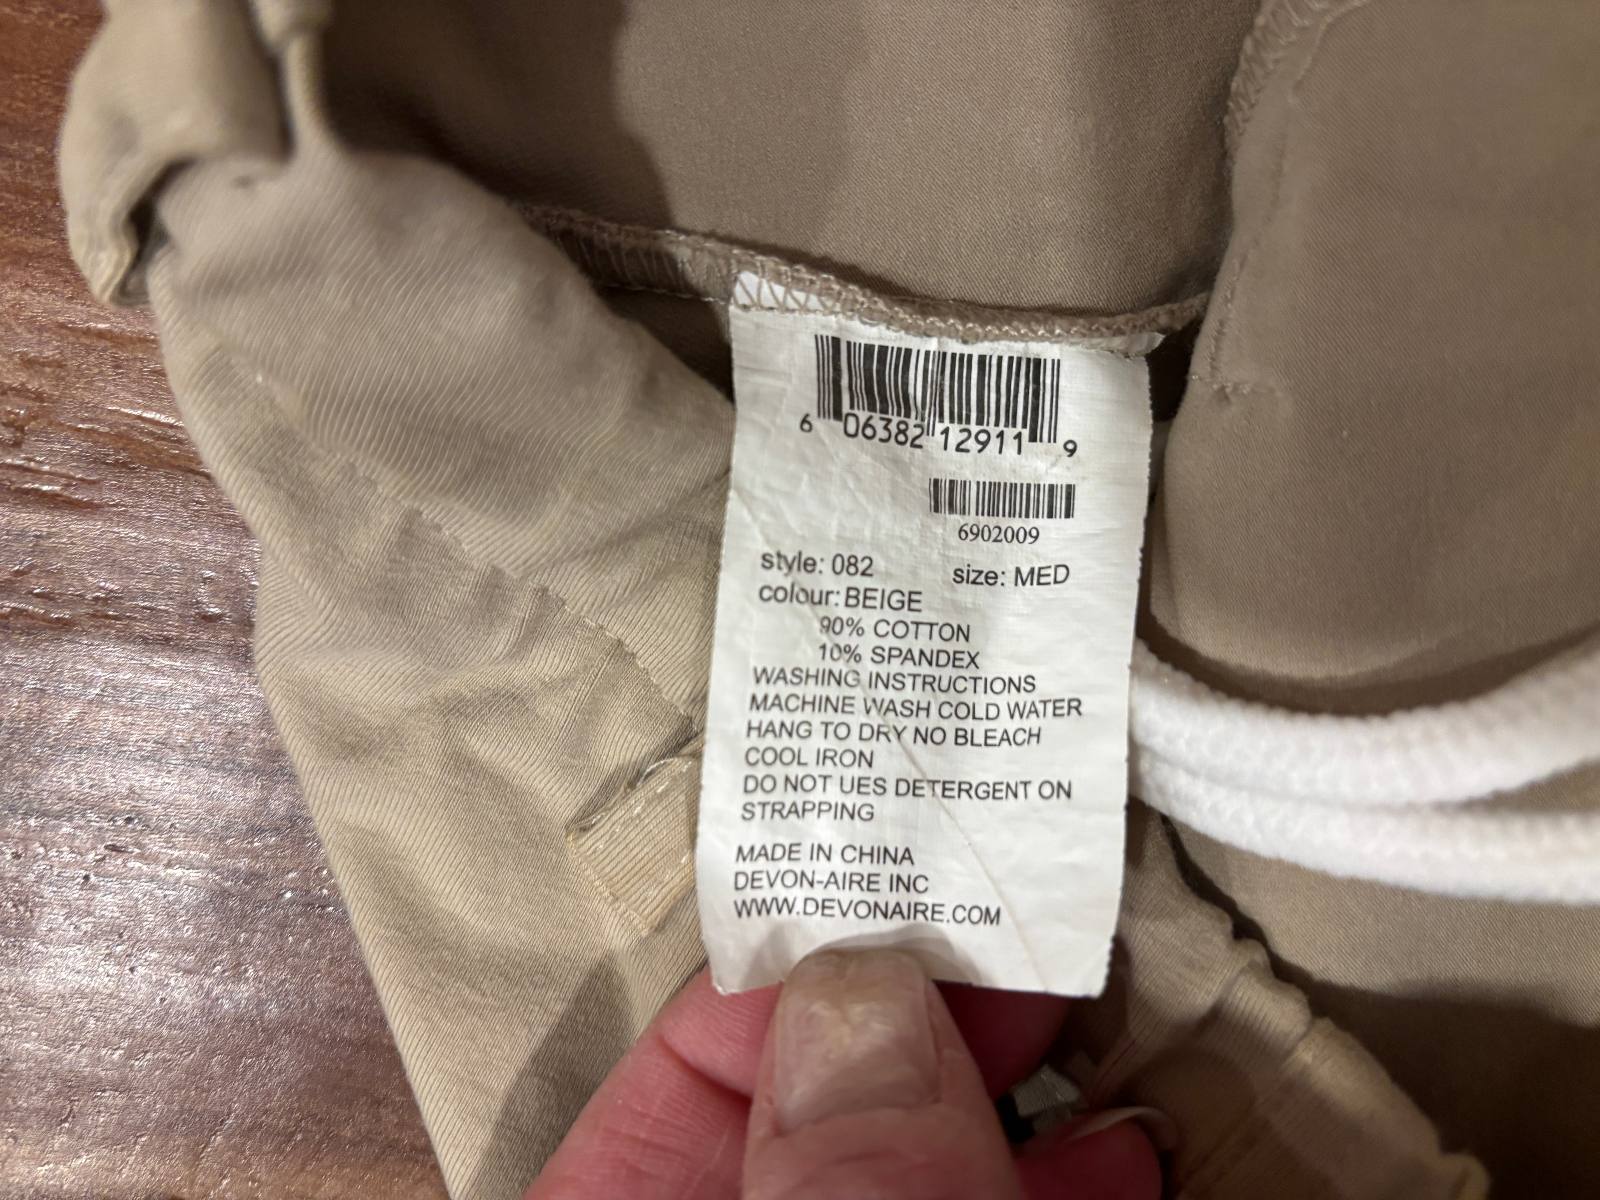 6 06382 12911 9
6902009
style: 082 size: MED
colour: BEIGE
90% COTTON
10% SPANDEX
WASHING INSTRUCTIONS
MACHINE WASH COLD WATER
HANG TO DRY NO BLEACH
COOL IRON
DO NOT UES DETERGENT ON
STRAPPING
MADE IN CHINA
DEVON-AIRE INC
WWW.DEVONAIRE.COM